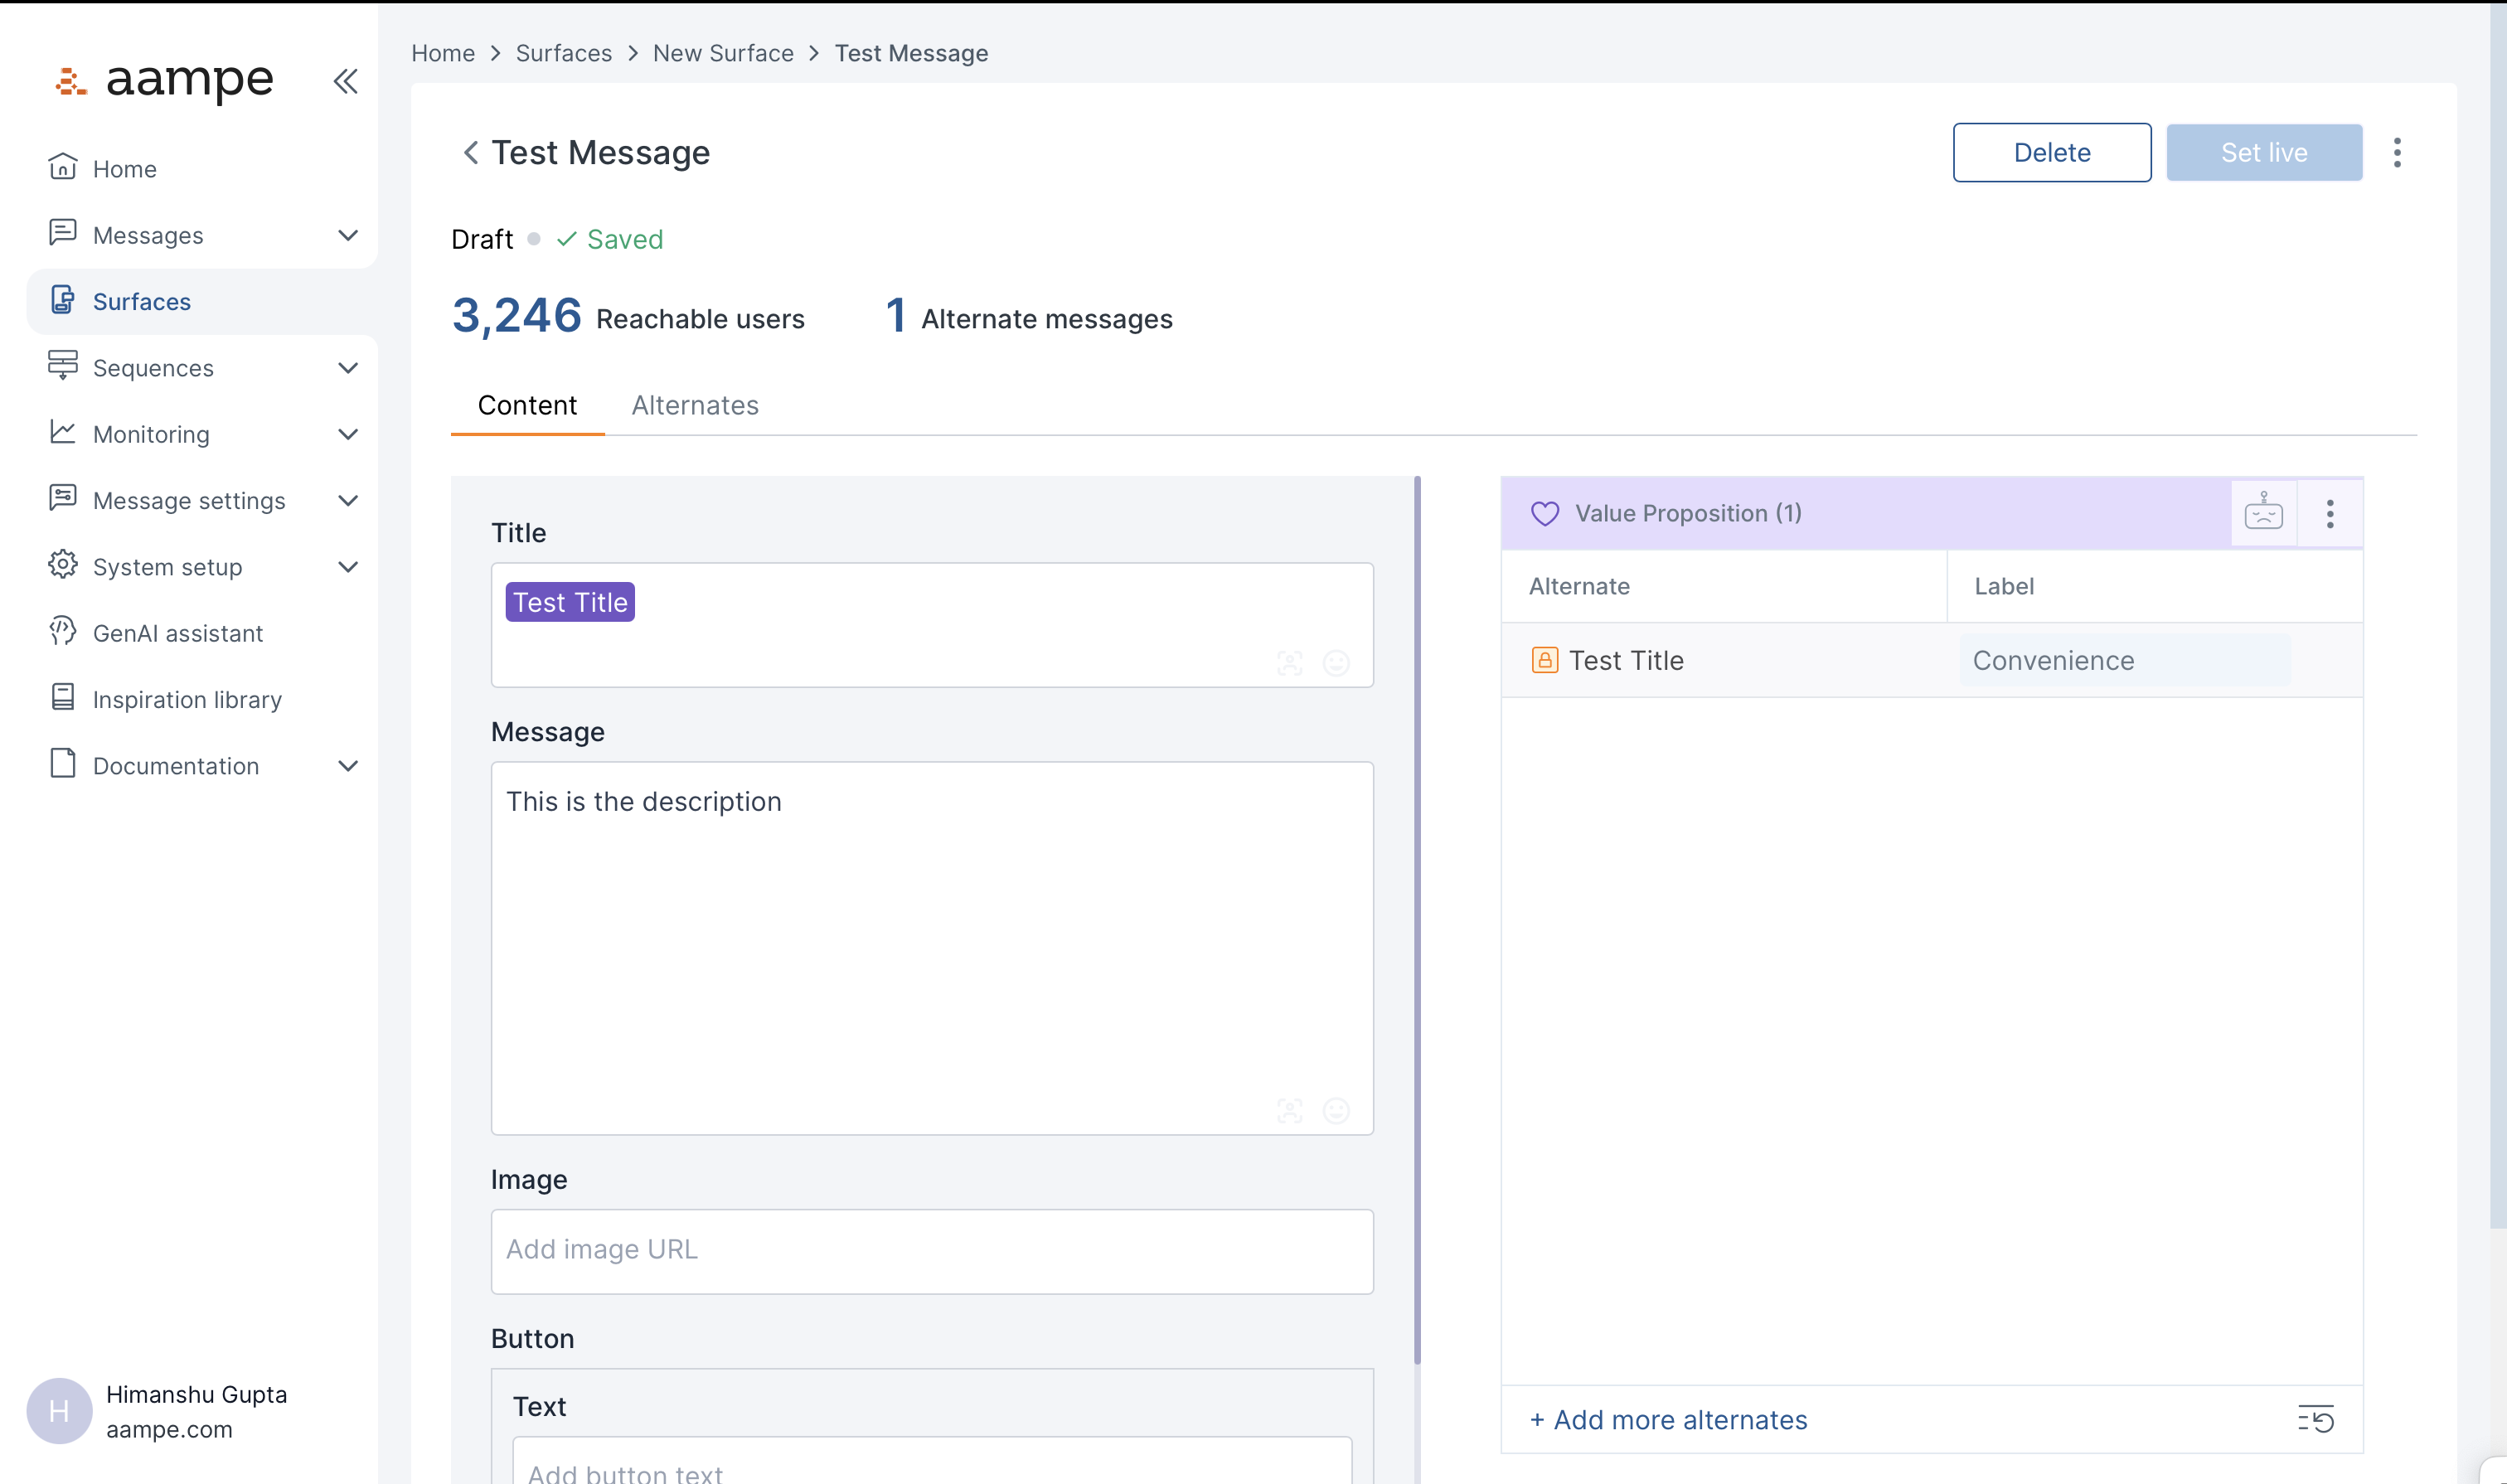 aampe
Home
Messages
Surfaces
Sequences
Monitoring
Message settings
System setup
GenAI assistant
Inspiration library
Documentation
H
Himanshu Gupta
aampe.com
Home > Surfaces > New Surface > Test Message
Test Message
Delete
Set live
Draft
Saved
3,246 Reachable users
1 Alternate messages
Content
Alternates
Title
Test Title
Message
This is the description
Image
Add image URL
Button
Text
Add button text
Value Proposition (1)
Alternate
Label
Test Title
Convenience
+ Add more alternates